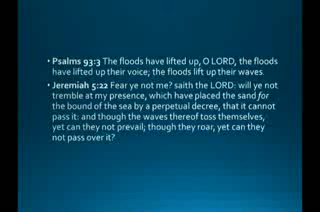 • Psalms 93:3 The floods have lifted up, O LORD, the floods
have lifted up their voice; the floods lift up their waves.
• Jeremiah 5:22 Fear ye not me? saith the LORD: will ye not
tremble at my presence, which have placed the sand for
the bound of the sea by a perpetual decree, that it cannot
pass it: and though the waves thereof toss themselves,
yet can they not prevail; though they roar, yet can they
not pass over it?